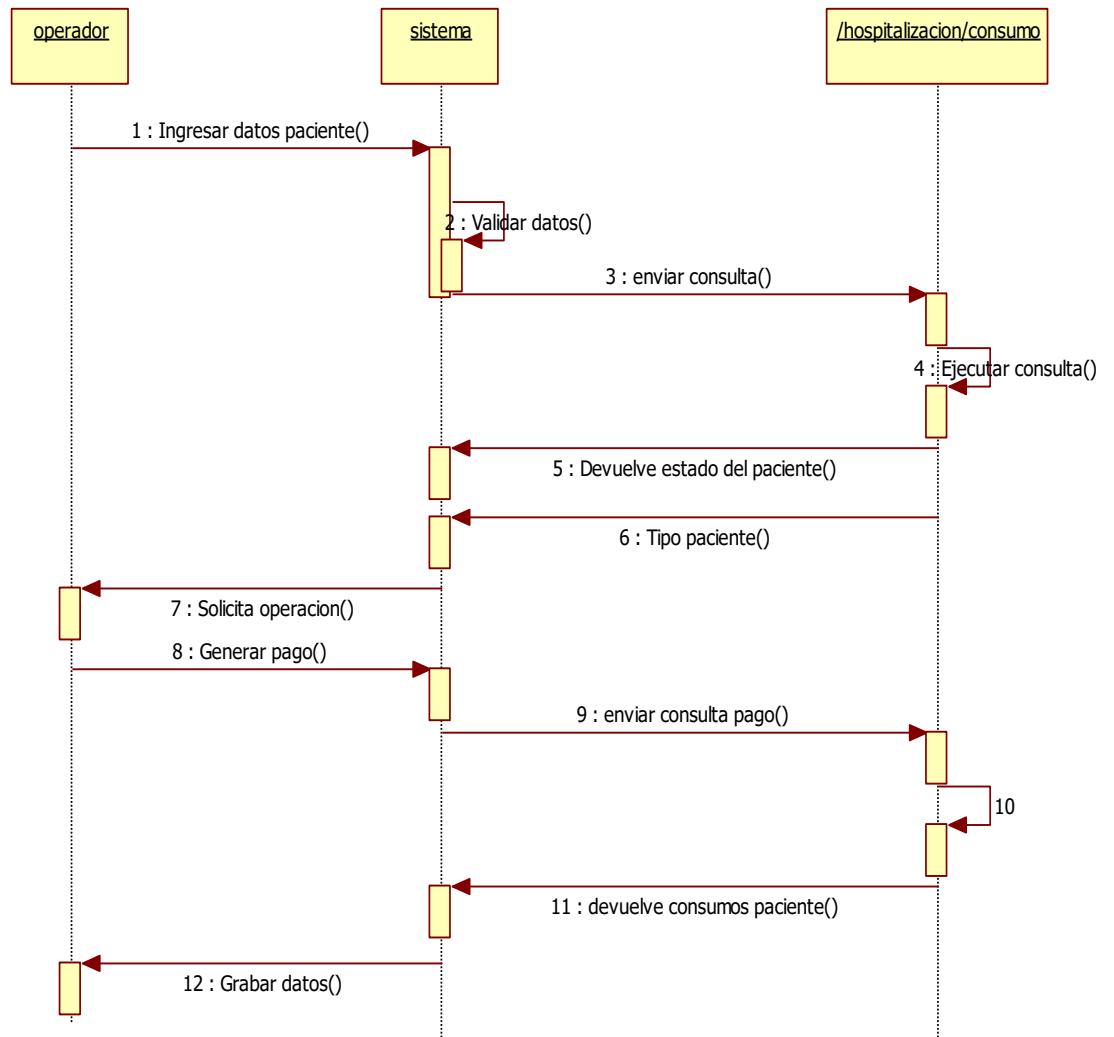 operador
sistema
/hospitalizacion/consumo
1 : Ingresar datos paciente()
2 : Validar datos()
3 : enviar consulta()
4 : Ejecutar consulta()
5 : Devuelve estado del paciente()
6 : Tipo paciente()
7 : Solicita operacion()
8 : Generar pago()
9 : enviar consulta pago()
10
11 : devuelve consumos paciente()
12 : Grabar datos()